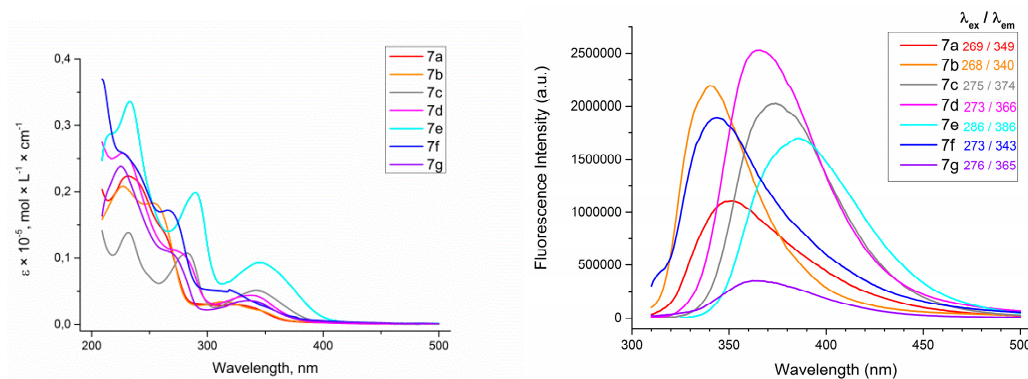 0,4
0,3
0,2
0,1
0,0
200
300
400
500
Wavelength, nm
ε × 10⁻⁵, mol × L⁻¹ × cm⁻¹
7a
7b
7c
7d
7e
7f
7g
λex / λem
7a 269 / 349
7b 268 / 340
7c 275 / 374
7d 273 / 366
7e 286 / 386
7f 273 / 343
7g 276 / 365
2500000
2000000
1500000
1000000
500000
0
300
350
400
450
500
Wavelength (nm)
Fluorescence Intensity (a.u.)